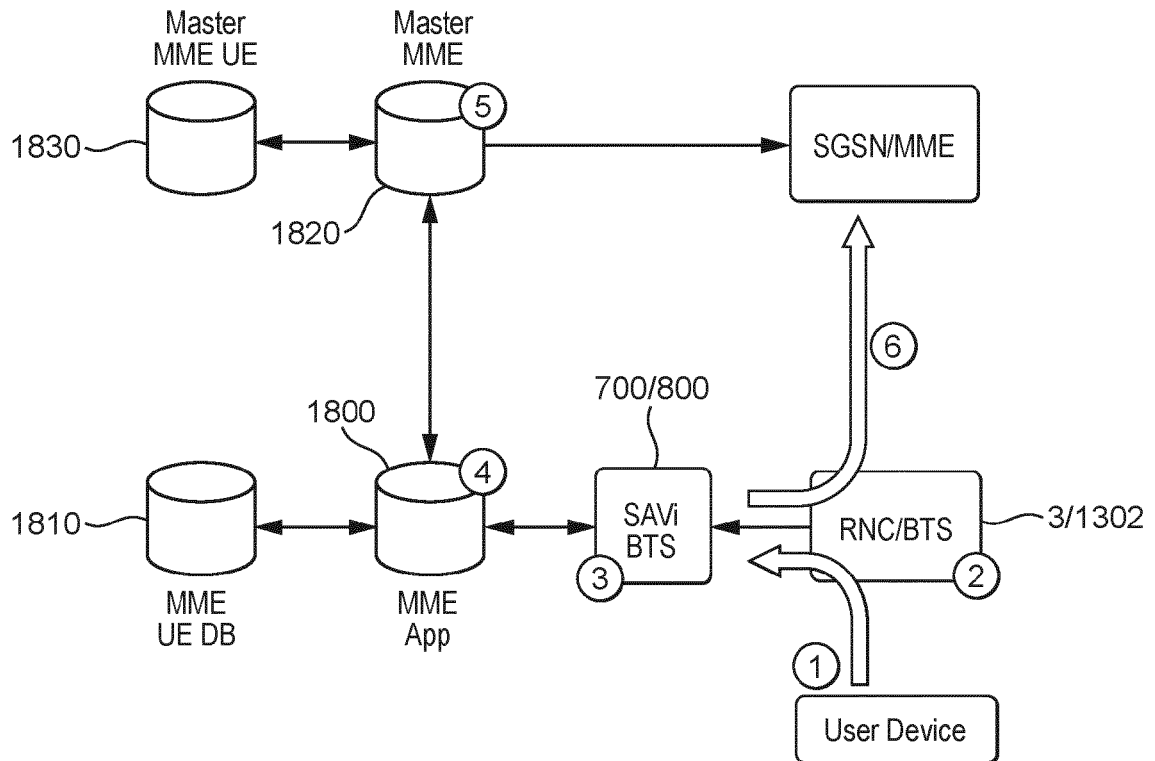 Master
MME UE
Master
MME
5
1830
SGSN/MME
1820
6
700/800
1800
4
1810
SAVi
BTS
RNC/BTS
3/1302
3
2
MME
UE DB
MME
App
1
User Device